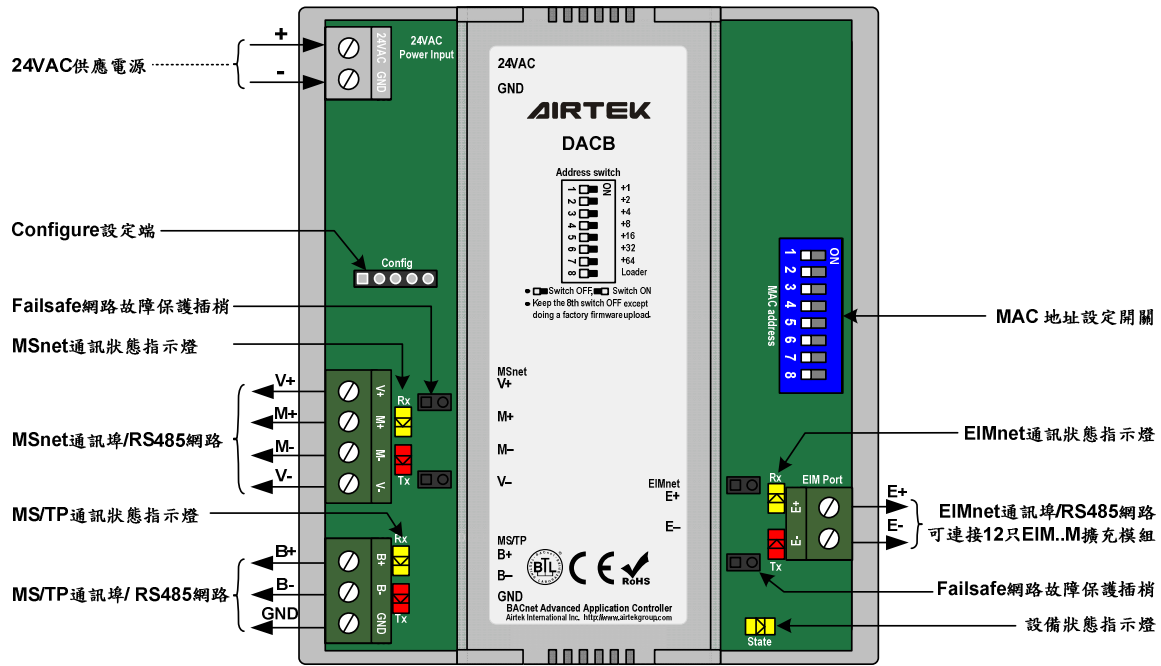 24VAC供應電源
+
-
24VAC
GND
24VAC
Power Input
Configure設定端
Config
Failsafe網路故障保護插梢
MSnet通訊狀態指示燈
Rx
Tx
V+
M+
M-
V-
V+
M+
M-
V-
MSnet通訊埠/RS485網路
MS/TP通訊狀態指示燈
Rx
Tx
B+
B-
GND
B+
B-
GND
MS/TP通訊埠/ RS485網路
24VAC
GND
AIRTEK
DACB
Address switch
ON
1 +1
2 +2
3 +4
4 +8
5 +16
6 +32
7 +64
8 Loader
Switch OFF, Switch ON
Keep the 8th switch OFF except
doing a factory firmware upload.
MSnet
V+
M+
M–
V–
EIMnet
E+
E–
MS/TP
B+
B–
GND
BTL
CE
RoHS
BACnet Advanced Application Controller
Airtek International Inc. http://www.airtekgroup.com
ON
1
2
3
4
5
6
7
8
MAC address
MAC 地址設定開關
EIMnet通訊狀態指示燈
Rx
Tx
EIM Port
E+
E-
E+
E-
EIMnet通訊埠/RS485網路
可連接12只EIM..M擴充模組
Failsafe網路故障保護插梢
State
設備狀態指示燈